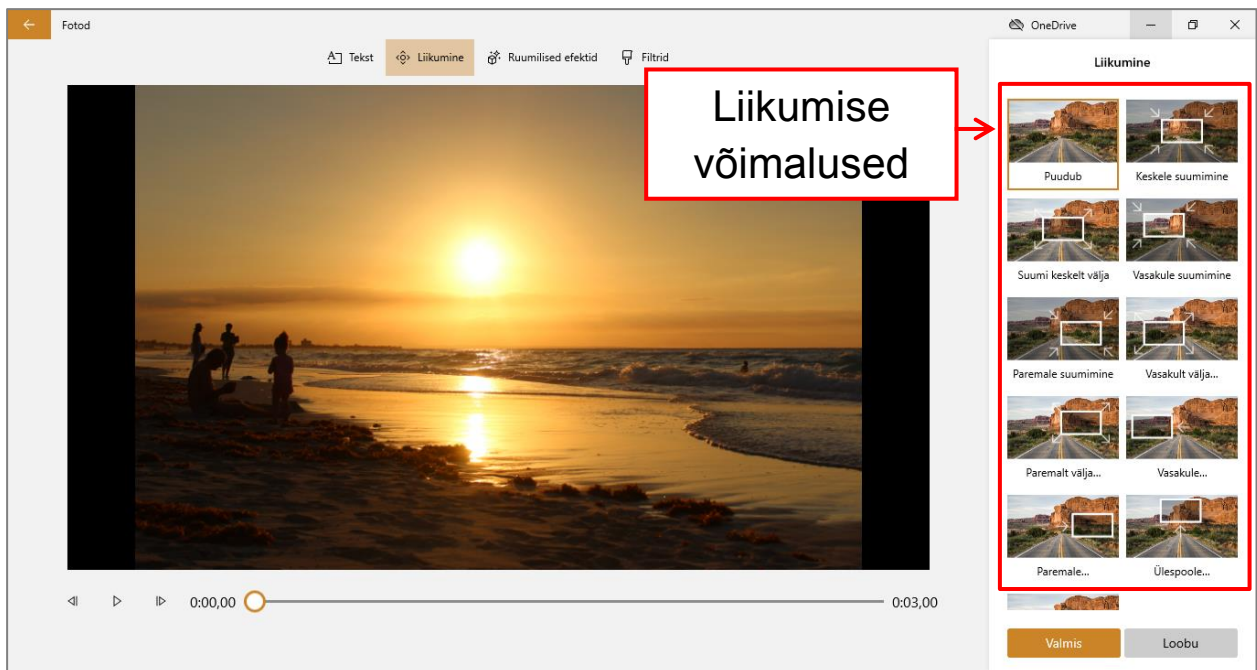 Fotod
OneDrive
Tekst
Liikumine
Ruumilised efektid
Filtrid
Liikumise
võimalused
Liikumine
Puudub
Keskele suumimine
Suumi keskelt välja
Vasakule suumimine
Paremale suumimine
Vasakult välja...
Paremalt välja...
Vasakule...
Paremale...
Ülespoole...
0:00,00
0:03,00
Valmis
Loobu